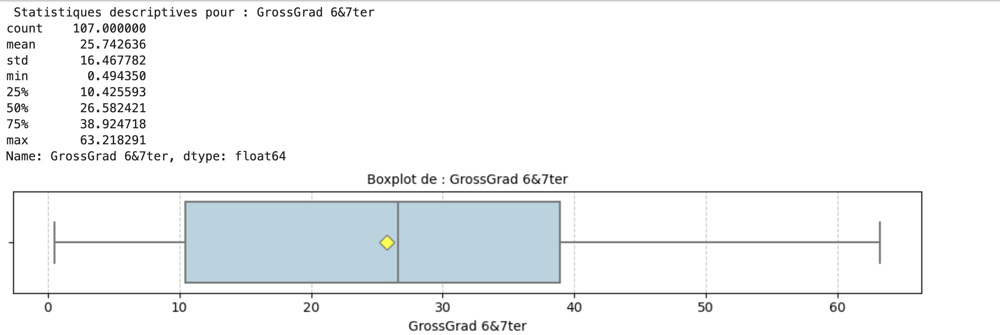 Statistiques descriptives pour : GrossGrad 6&7ter
count 107.000000
mean 25.742636
std 16.467782
min 0.494350
25% 10.425593
50% 26.582421
75% 38.924718
max 63.218291
Name: GrossGrad 6&7ter, dtype: float64
Boxplot de : GrossGrad 6&7ter
0 10 20 30 40 50 60
GrossGrad 6&7ter